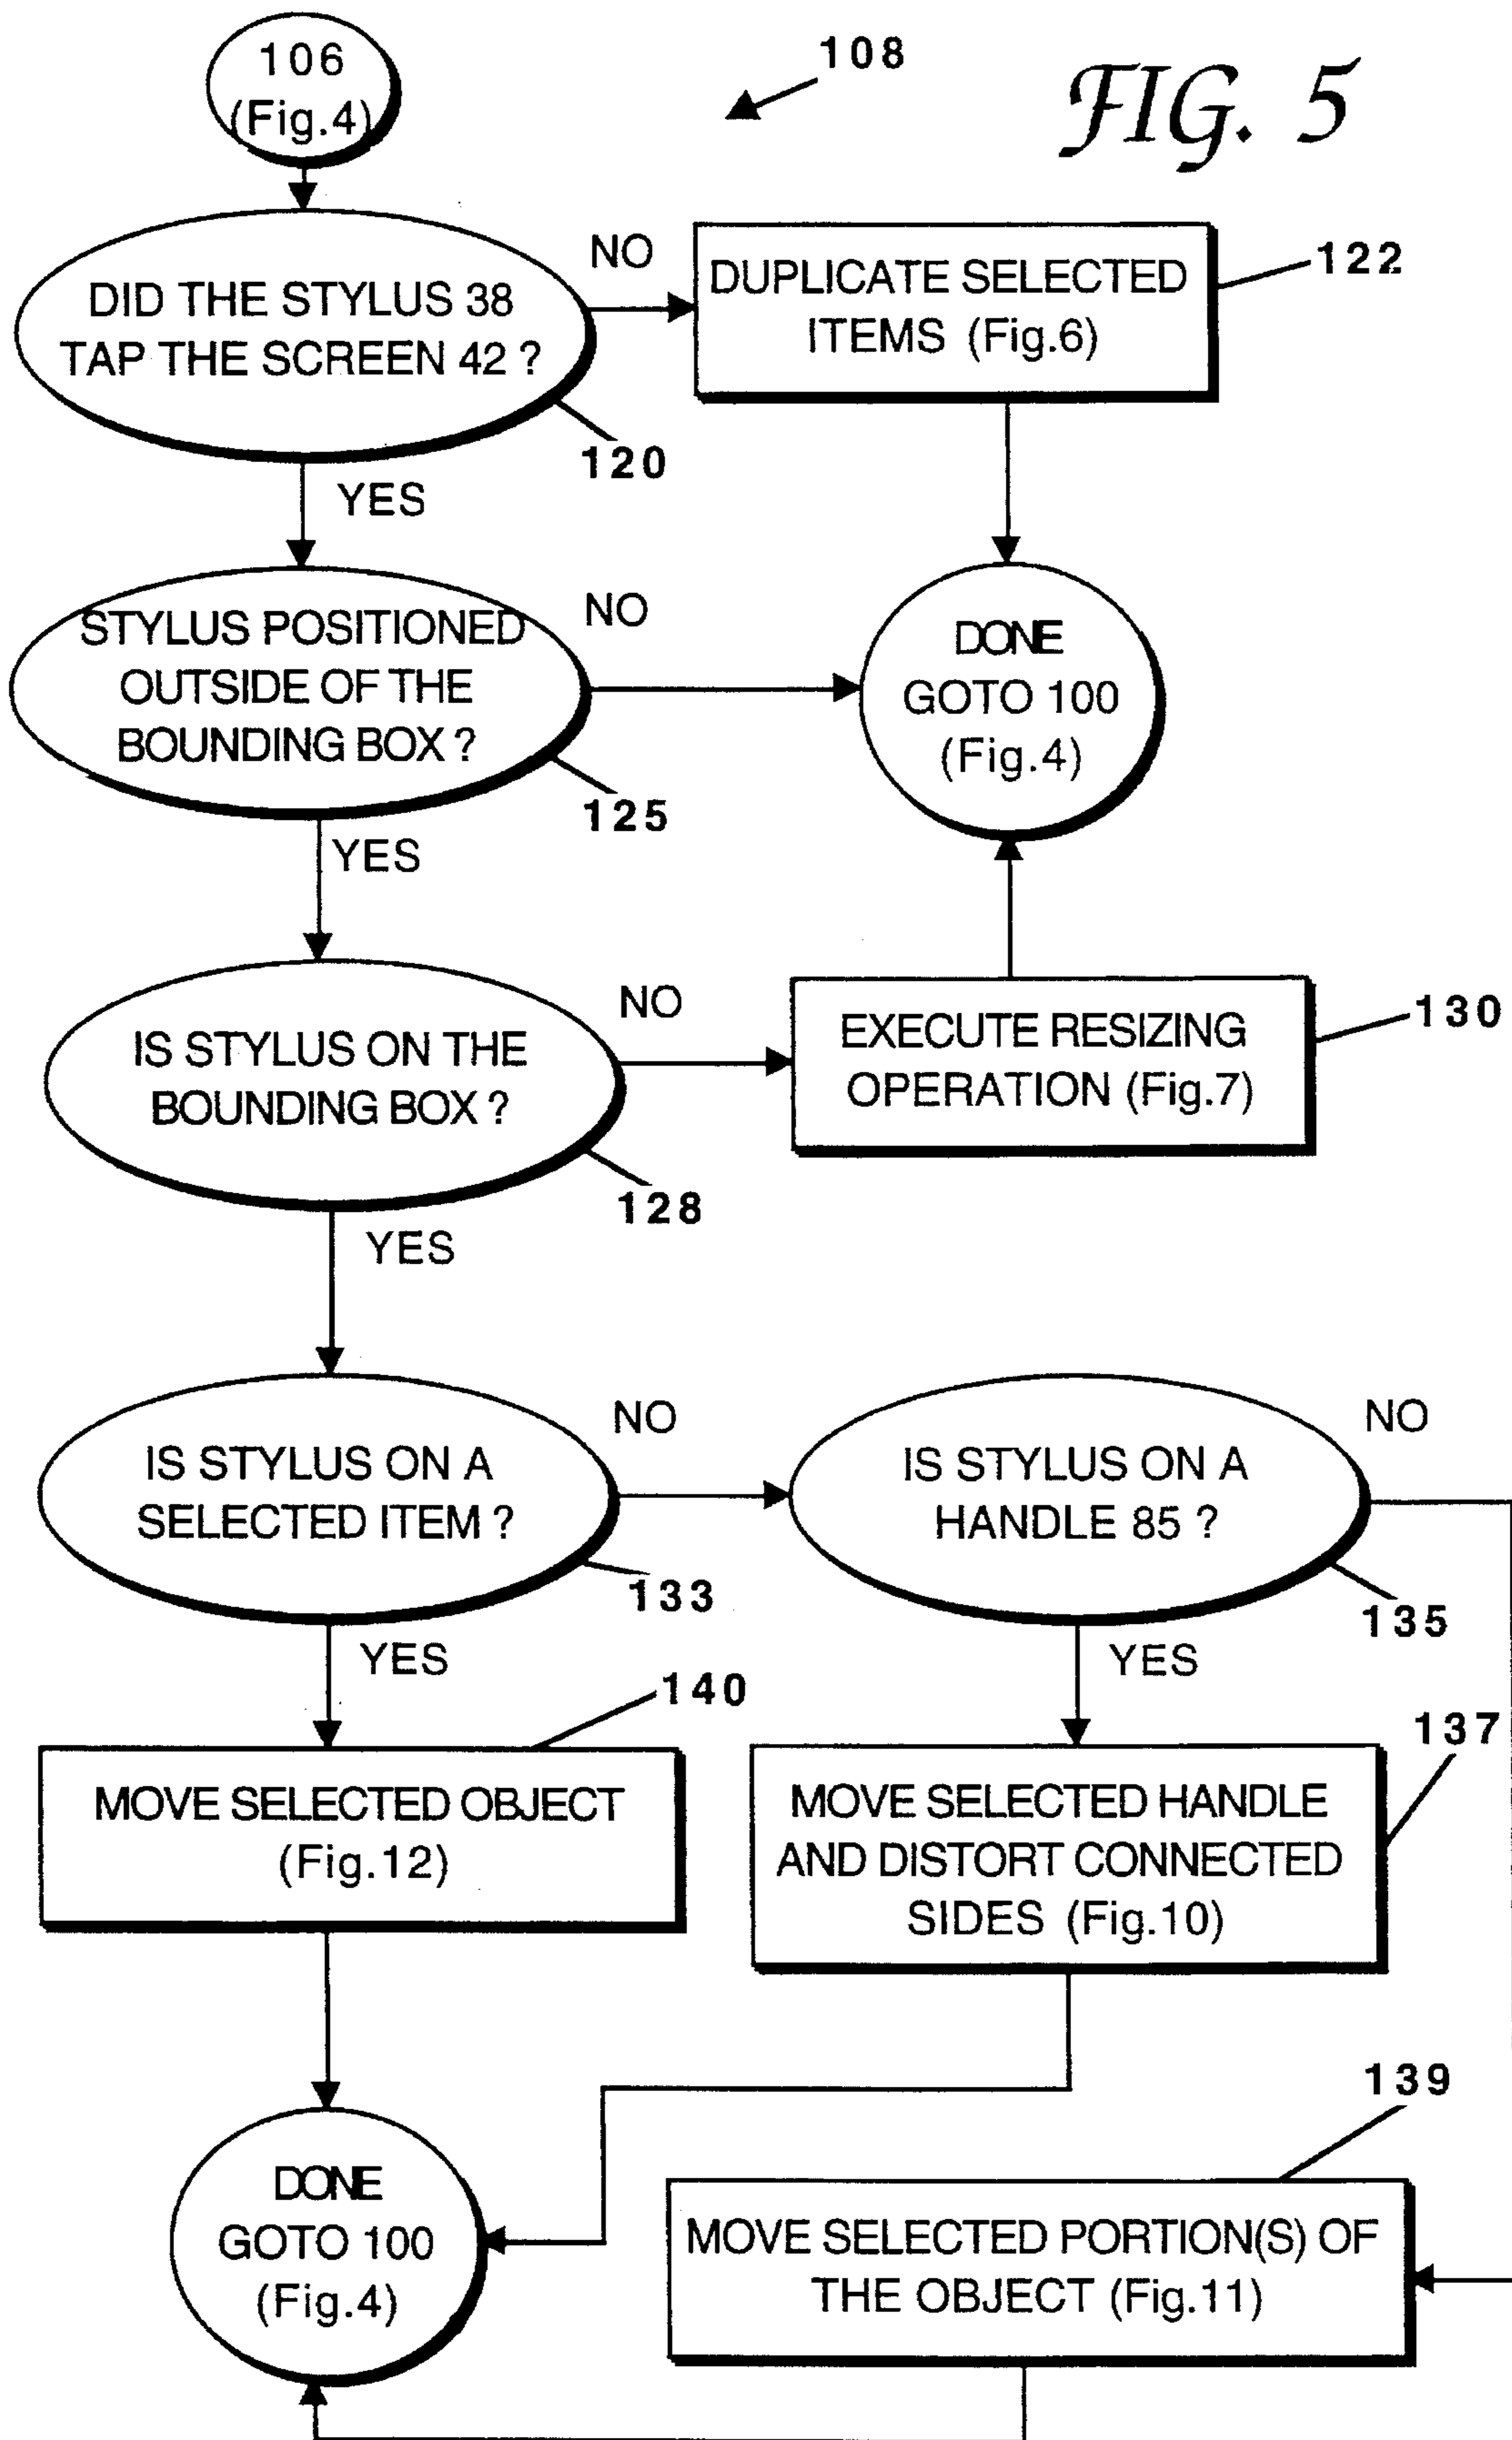 106
(Fig.4)
108
FIG. 5
DID THE STYLUS 38
TAP THE SCREEN 42 ?
120
NO
DUPLICATE SELECTED
ITEMS (Fig.6)
122
YES
STYLUS POSITIONED
OUTSIDE OF THE
BOUNDING BOX ?
125
NO
DONE
GOTO 100
(Fig.4)
YES
IS STYLUS ON THE
BOUNDING BOX ?
128
NO
EXECUTE RESIZING
OPERATION (Fig.7)
130
YES
IS STYLUS ON A
SELECTED ITEM ?
133
NO
IS STYLUS ON A
HANDLE 85 ?
135
NO
YES
140
MOVE SELECTED OBJECT
(Fig.12)
YES
137
MOVE SELECTED HANDLE
AND DISTORT CONNECTED
SIDES (Fig.10)
139
DONE
GOTO 100
(Fig.4)
MOVE SELECTED PORTION(S) OF
THE OBJECT (Fig.11)